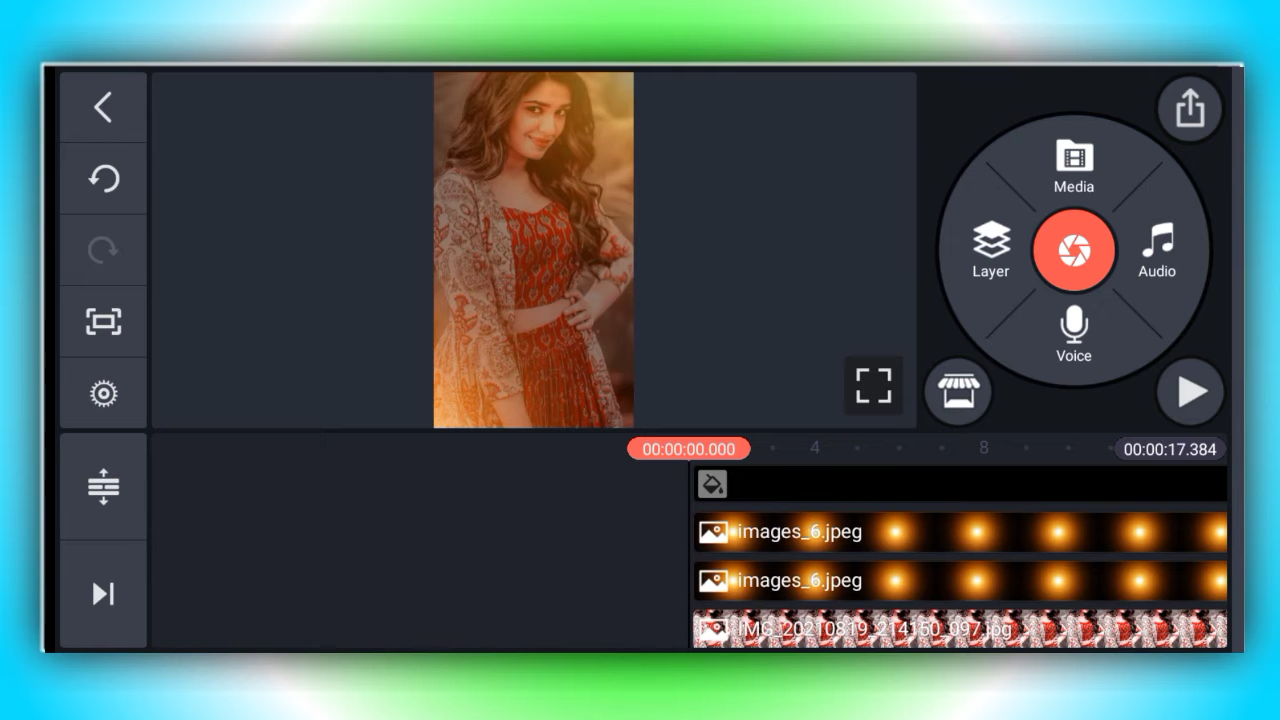 Media
Layer
Audio
Voice
00:00:00.000
4
8
00:00:17.384
images_6.jpeg
images_6.jpeg
IMG_20210819_214150_097.jpg